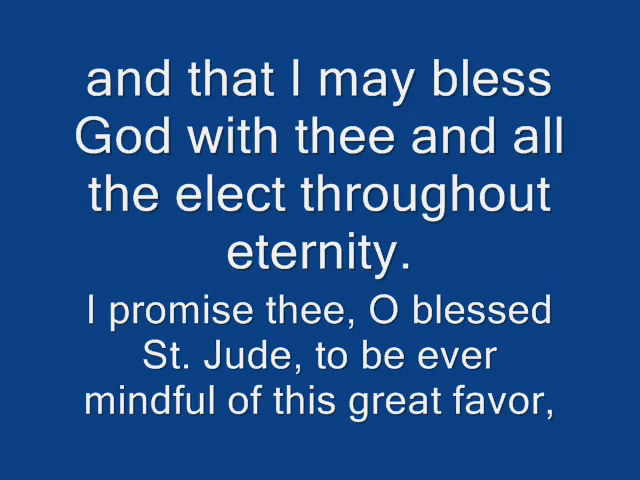 and that I may bless
God with thee and all
the elect throughout
eternity.
I promise thee, O blessed
St. Jude, to be ever
mindful of this great favor,